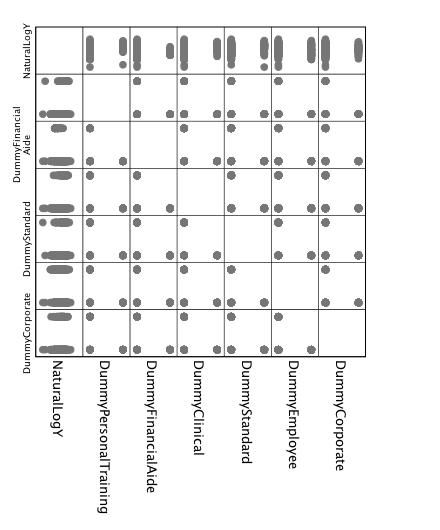 NaturalLogY
DummyFinancial
Aide
DummyStandard
DummyCorporate
NaturalLogY
DummyPersonalTraining
DummyFinancialAide
DummyClinical
DummyStandard
DummyEmployee
DummyCorporate